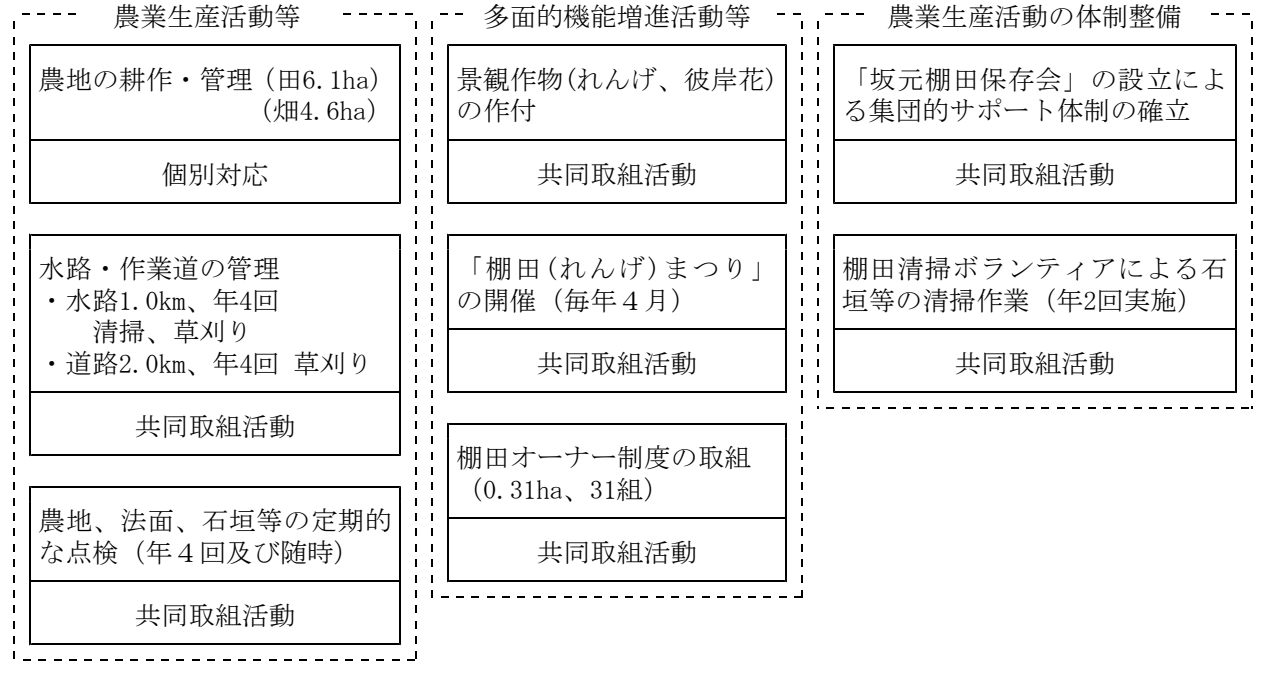 農業生産活動等
農地の耕作・管理（田6.1ha）
（畑4.6ha）
個別対応
水路・作業道の管理
・水路1.0km、年4回
清掃、草刈り
・道路2.0km、年4回 草刈り
共同取組活動
農地、法面、石垣等の定期的
な点検（年４回及び随時）
共同取組活動
多面的機能増進活動等
景観作物(れんげ、彼岸花)
の作付
共同取組活動
「棚田(れんげ)まつり」
の開催（毎年４月）
共同取組活動
棚田オーナー制度の取組
（0.31ha、31組）
共同取組活動
農業生産活動の体制整備
「坂元棚田保存会」の設立によ
る集団的サポート体制の確立
共同取組活動
棚田清掃ボランティアによる石
垣等の清掃作業（年2回実施）
共同取組活動